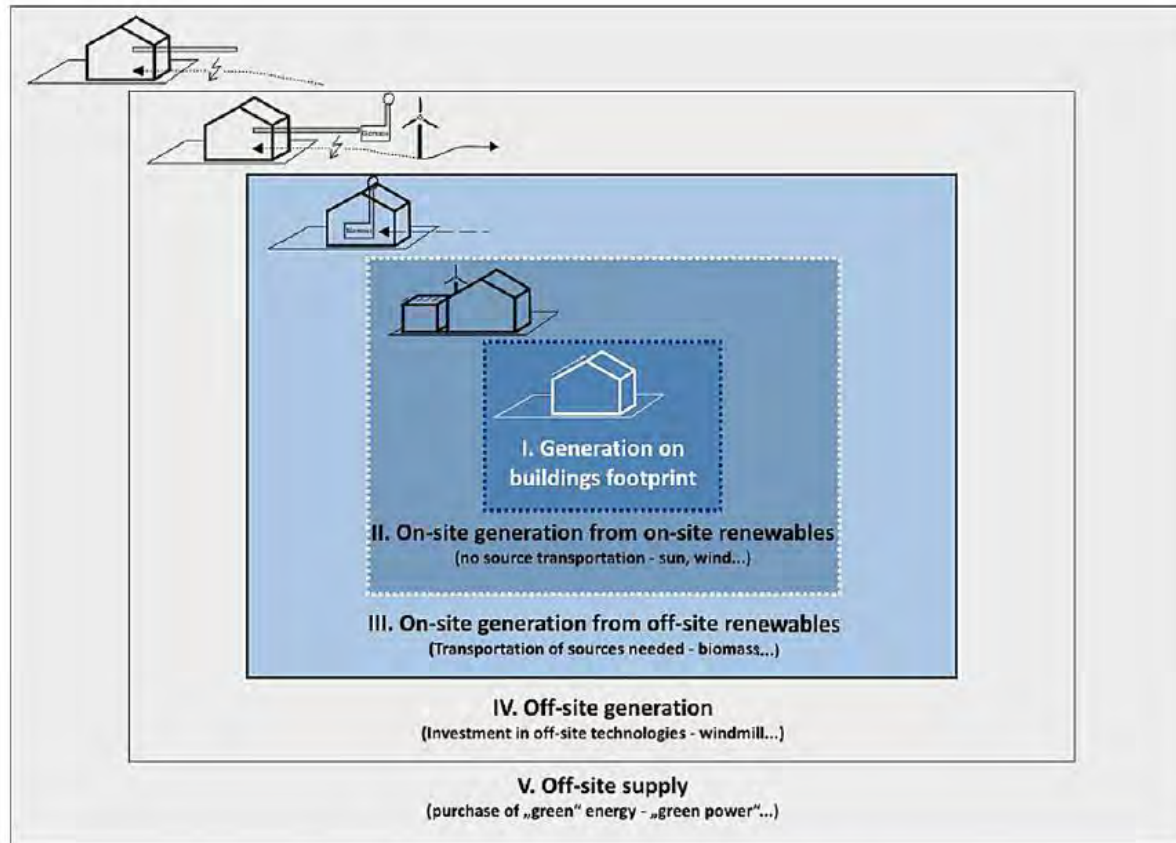 Biomass
Biomass
I. Generation on
buildings footprint
II. On-site generation from on-site renewables
(no source transportation - sun, wind...)
III. On-site generation from off-site renewables
(Transportation of sources needed - biomass...)
IV. Off-site generation
(Investment in off-site technologies - windmill...)
V. Off-site supply
(purchase of „green“ energy - „green power“...)